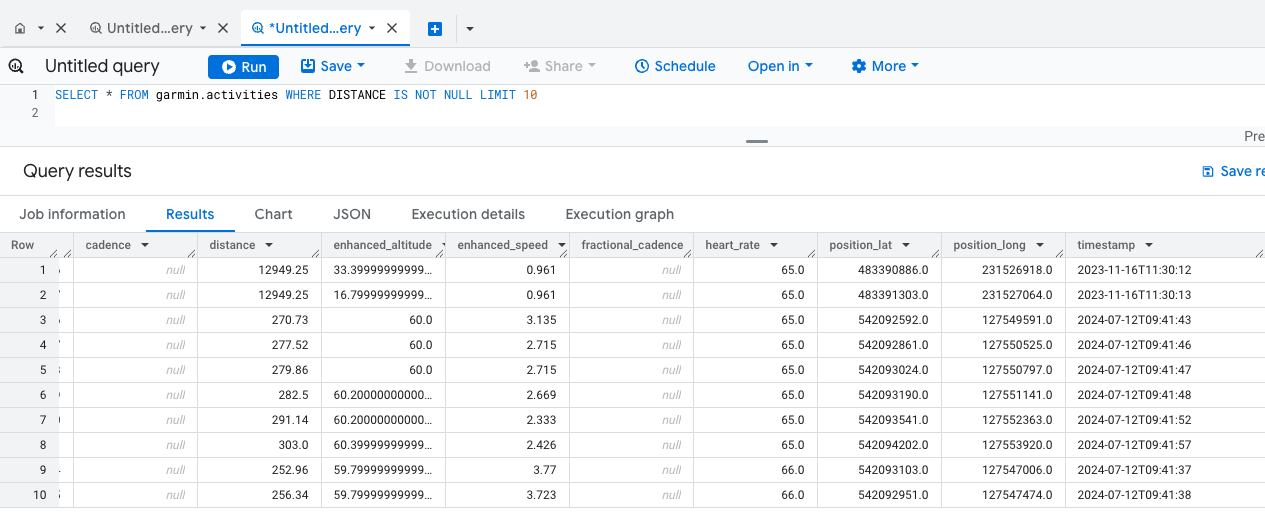 Untitled...ery *Untitled...ery
Untitled query Run Save Download Share Schedule Open in More
1 SELECT * FROM garmin.activities WHERE DISTANCE IS NOT NULL LIMIT 10
2
Pre
Query results Save re
Job information Results Chart JSON Execution details Execution graph
Row cadence distance enhanced_altitude enhanced_speed fractional_cadence heart_rate position_lat position_long timestamp
1 null 12949.25 33.39999999999... 0.961 null 65.0 483390886.0 231526918.0 2023-11-16T11:30:12
2 null 12949.25 16.79999999999... 0.961 null 65.0 483391303.0 231527064.0 2023-11-16T11:30:13
3 null 270.73 60.0 3.135 null 65.0 542092592.0 127549591.0 2024-07-12T09:41:43
4 null 277.52 60.0 2.715 null 65.0 542092861.0 127550525.0 2024-07-12T09:41:46
5 null 279.86 60.0 2.715 null 65.0 542093024.0 127550797.0 2024-07-12T09:41:47
6 null 282.5 60.20000000000... 2.669 null 65.0 542093190.0 127551141.0 2024-07-12T09:41:48
7 null 291.14 60.20000000000... 2.333 null 65.0 542093541.0 127552363.0 2024-07-12T09:41:52
8 null 303.0 60.39999999999... 2.426 null 65.0 542094202.0 127553920.0 2024-07-12T09:41:57
9 null 252.96 59.79999999999... 3.77 null 66.0 542093103.0 127547006.0 2024-07-12T09:41:37
10 null 256.34 59.79999999999... 3.723 null 66.0 542092951.0 127547474.0 2024-07-12T09:41:38